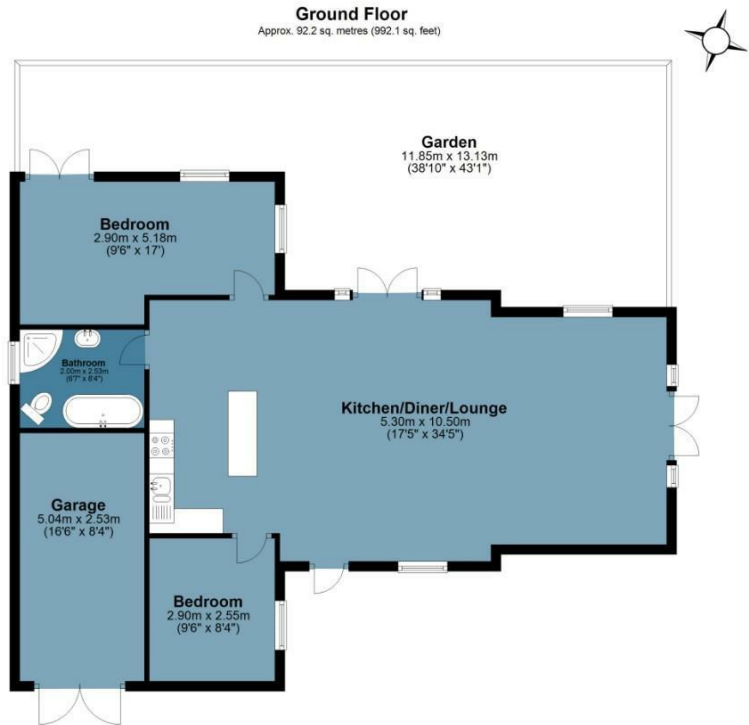 Ground Floor
Approx. 92.2 sq. metres (992.1 sq. feet)
Garden
11.85m x 13.13m
(38'10" x 43'1")
Bedroom
2.90m x 5.18m
(9'6" x 17')
Bathroom
2.00m x 2.53m
(6'7" x 8'4")
Kitchen/Diner/Lounge
5.30m x 10.50m
(17'5" x 34'5")
Garage
5.04m x 2.53m
(16'6" x 8'4")
Bedroom
2.90m x 2.55m
(9'6" x 8'4")